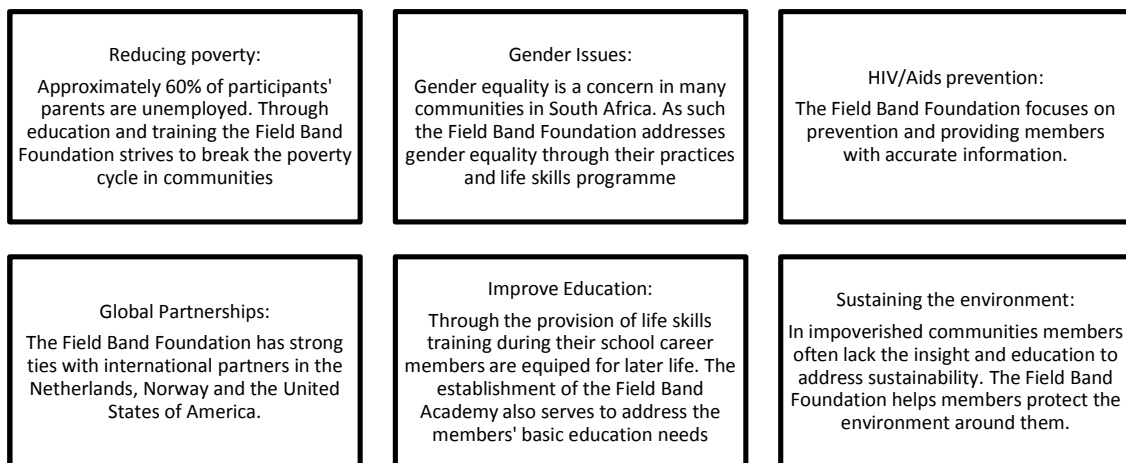 Reducing poverty:
Approximately 60% of participants'
parents are unemployed. Through
education and training the Field Band
Foundation strives to break the poverty
cycle in communities
Gender Issues:
Gender equality is a concern in many
communities in South Africa. As such
the Field Band Foundation addresses
gender equality through their practices
and life skills programme
HIV/Aids prevention:
The Field Band Foundation focuses on
prevention and providing members
with accurate information.
Global Partnerships:
The Field Band Foundation has strong
ties with international partners in the
Netherlands, Norway and the United
States of America.
Improve Education:
Through the provision of life skills
training during their school career
members are equiped for later life. The
establishment of the Field Band
Academy also serves to address the
members' basic education needs
Sustaining the environment:
In impoverished communities members
often lack the insight and education to
address sustainability. The Field Band
Foundation helps members protect the
environment around them.